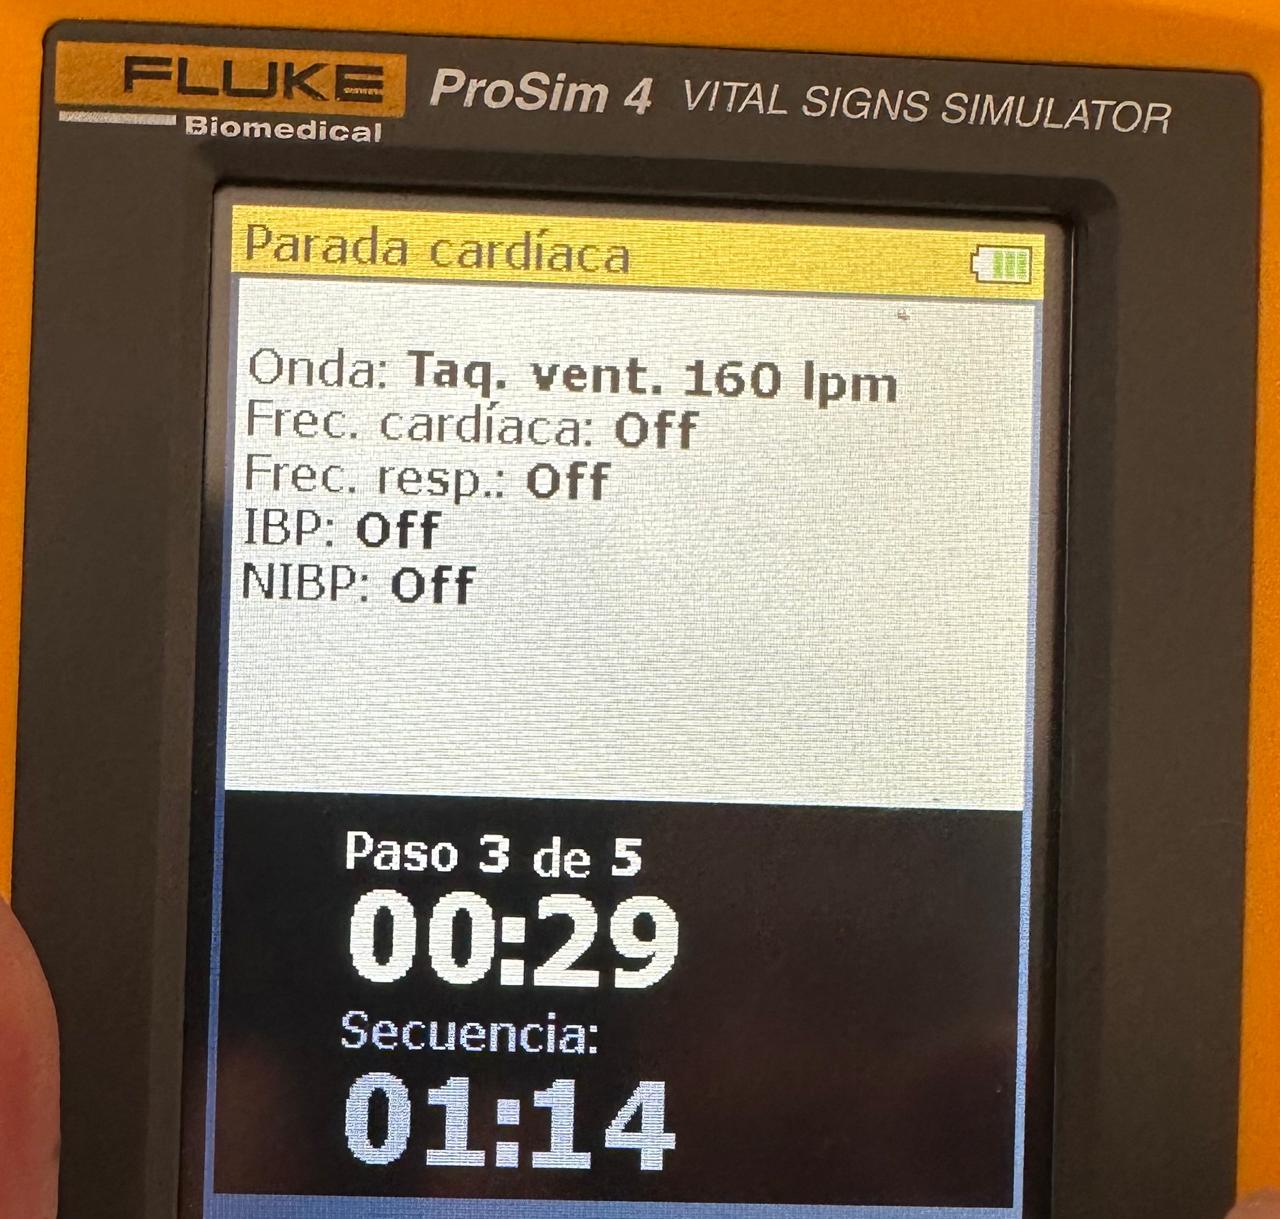 FLUKE
Biomedical
ProSim 4 VITAL SIGNS SIMULATOR
Parada cardíaca
Onda: Taq. vent. 160 lpm
Frec. cardíaca: Off
Frec. resp.: Off
IBP: Off
NIBP: Off
Paso 3 de 5
00:29
Secuencia:
01:14